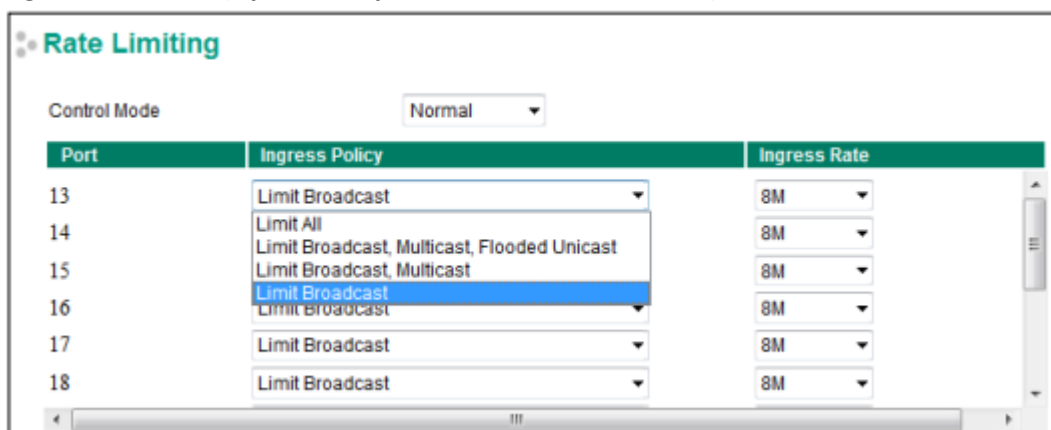 Rate Limiting
Control Mode Normal
Port Ingress Policy Ingress Rate
13 Limit Broadcast 8M
Limit All
14 8M
Limit Broadcast, Multicast, Flooded Unicast
15 Limit Broadcast, Multicast 8M
Limit Broadcast
16 Limit Broadcast 8M
17 Limit Broadcast 8M
18 Limit Broadcast 8M